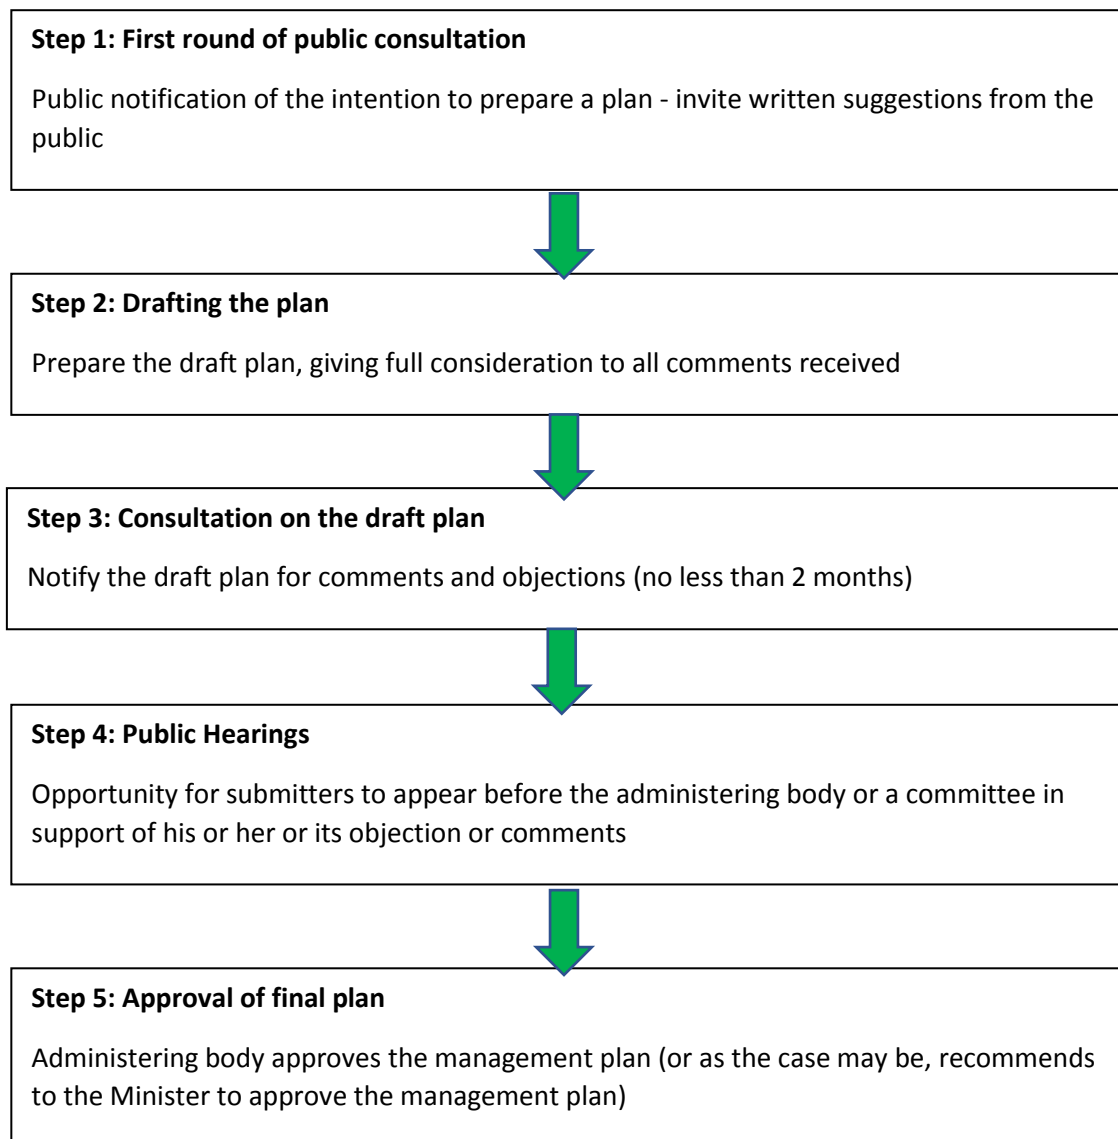 Step 1: First round of public consultation
Public notification of the intention to prepare a plan - invite written suggestions from the
public
Step 2: Drafting the plan
Prepare the draft plan, giving full consideration to all comments received
Step 3: Consultation on the draft plan
Notify the draft plan for comments and objections (no less than 2 months)
Step 4: Public Hearings
Opportunity for submitters to appear before the administering body or a committee in
support of his or her or its objection or comments
Step 5: Approval of final plan
Administering body approves the management plan (or as the case may be, recommends
to the Minister to approve the management plan)